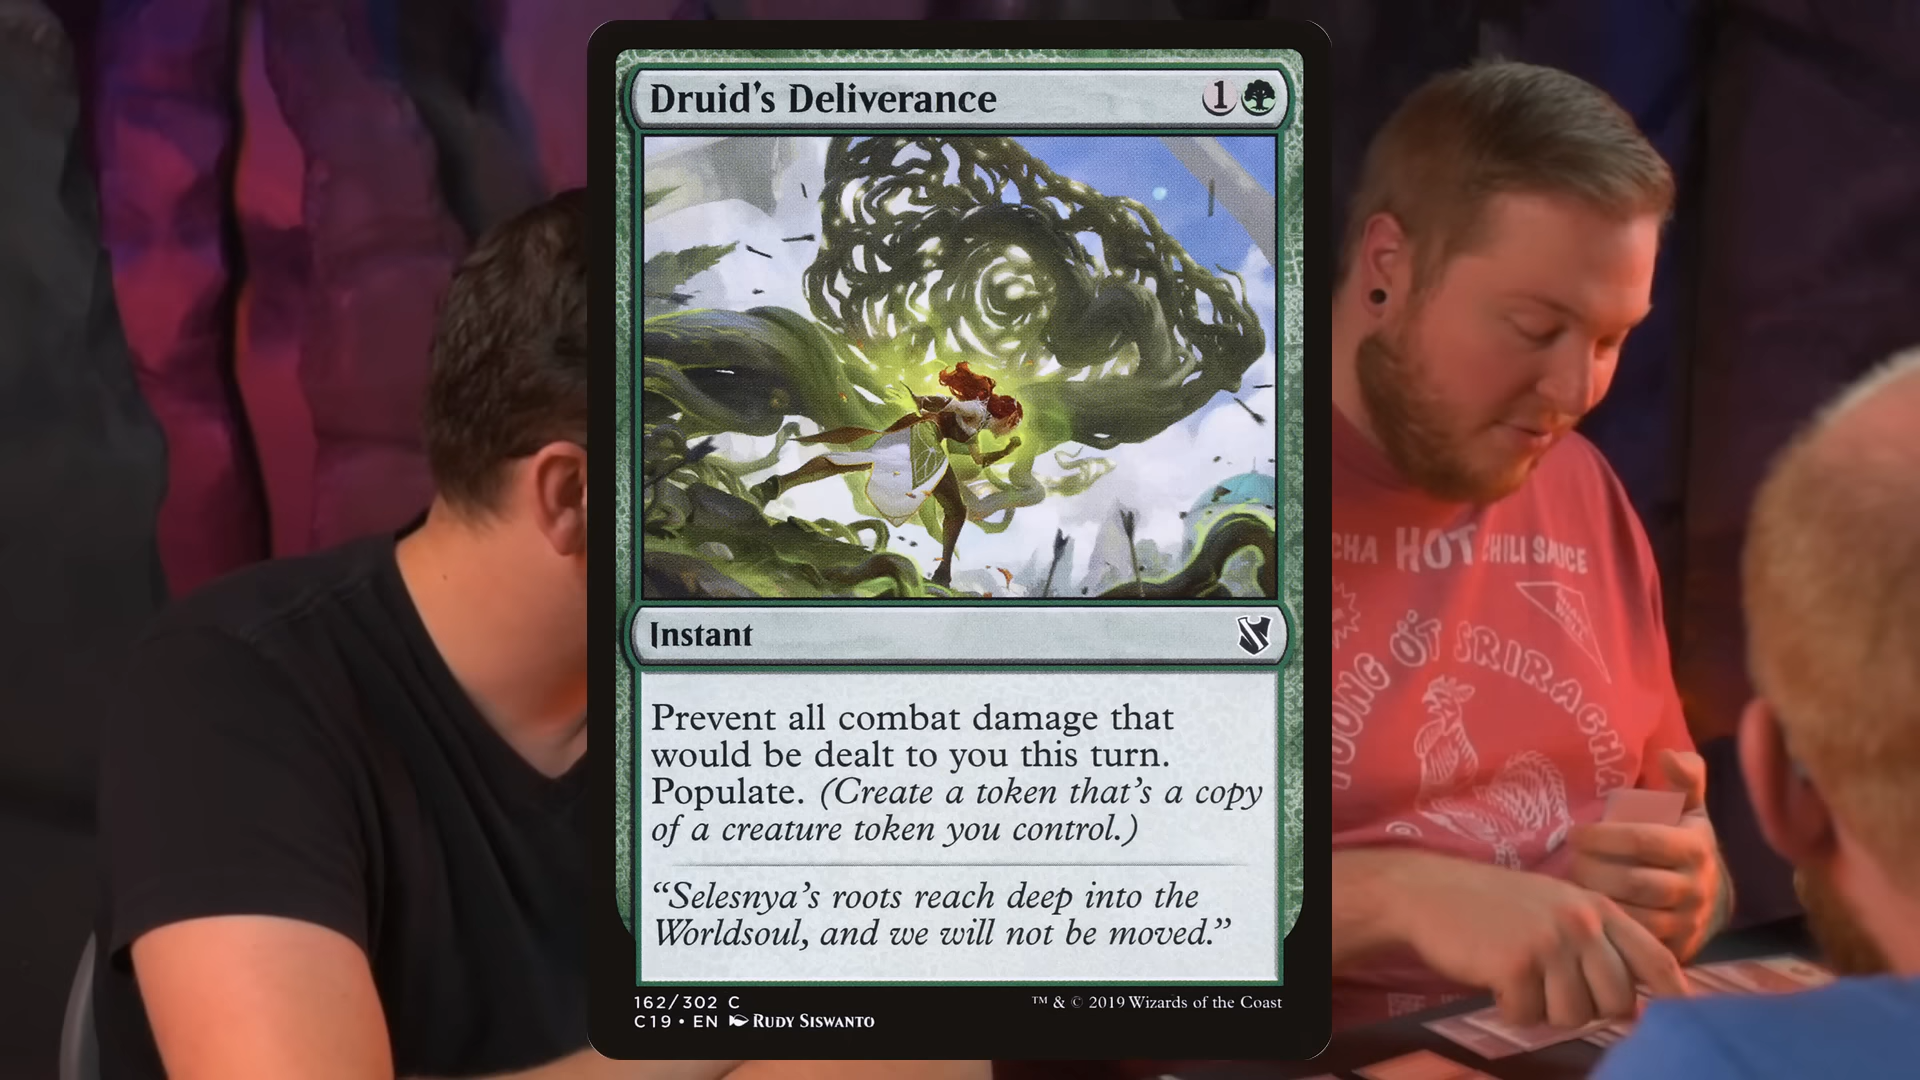 Druid's Deliverance 1
Instant
Prevent all combat damage that
would be dealt to you this turn.
Populate. (Create a token that's a copy
of a creature token you control.)
“Selesnya's roots reach deep into the
Worldsoul, and we will not be moved.”
162/302 C
C19 • EN RUDY SISWANTO
™ & © 2019 Wizards of the Coast
CHA HOT CHILI SAUCE
SRIRACHA